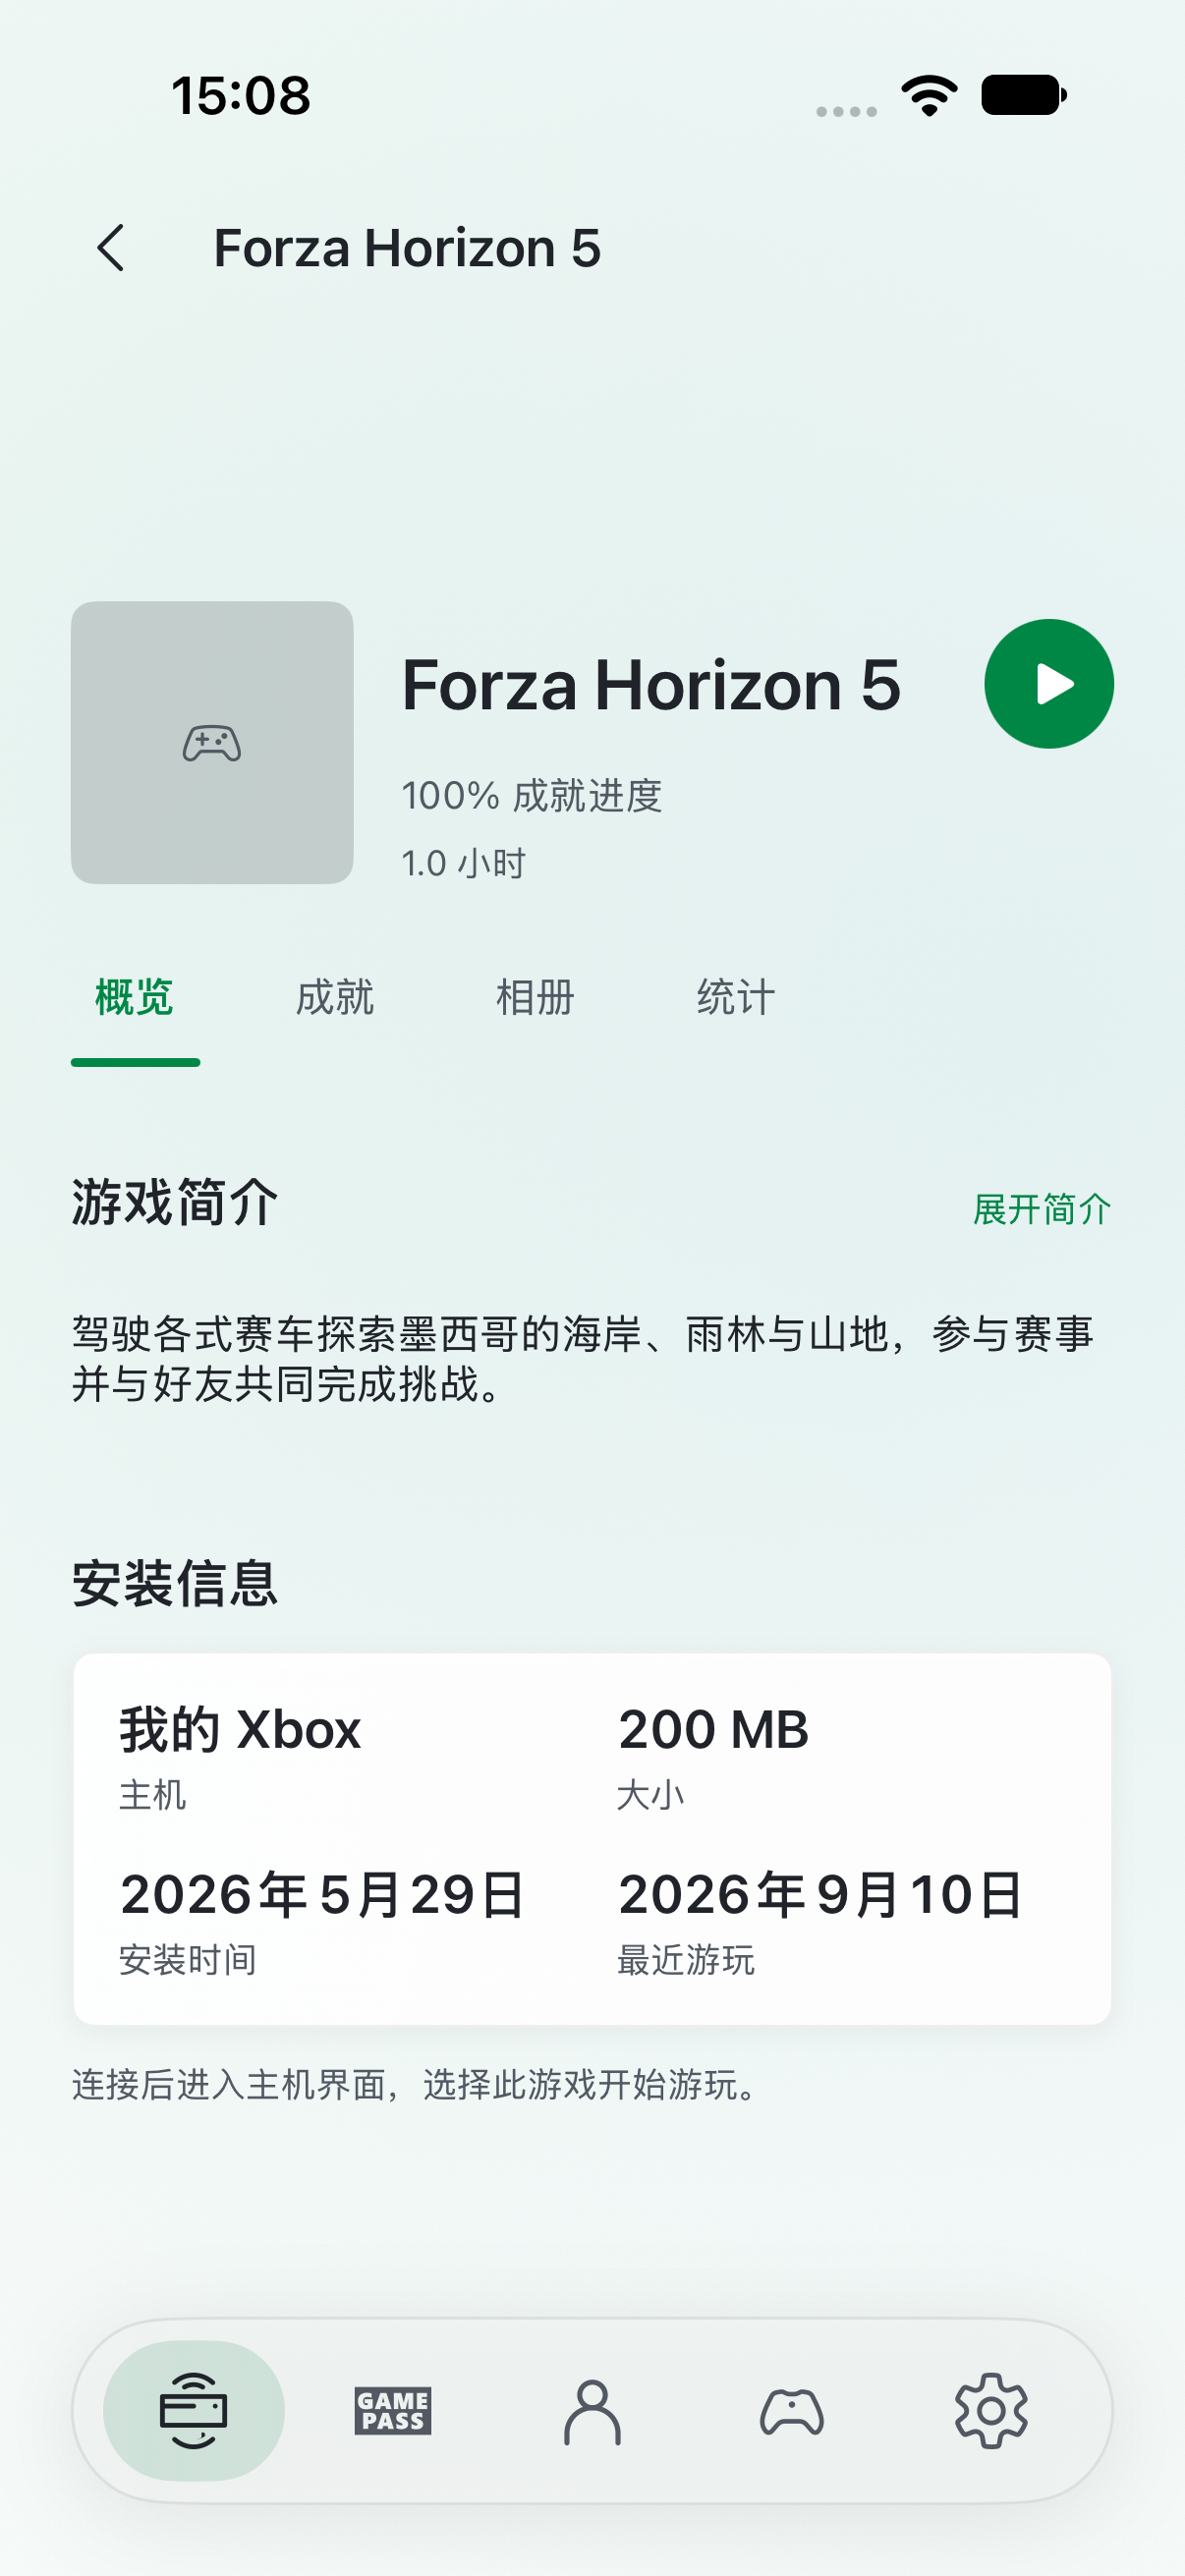 15:08
Forza Horizon 5
Forza Horizon 5
100% 成就进度
1.0 小时
概览 成就 相册 统计
游戏简介 展开简介
驾驶各式赛车探索墨西哥的海岸、雨林与山地，参与赛事
并与好友共同完成挑战。
安装信息
我的 Xbox 200 MB
主机 大小
2026年5月29日 2026年9月10日
安装时间 最近游玩
连接后进入主机界面，选择此游戏开始游玩。
GAME
PASS